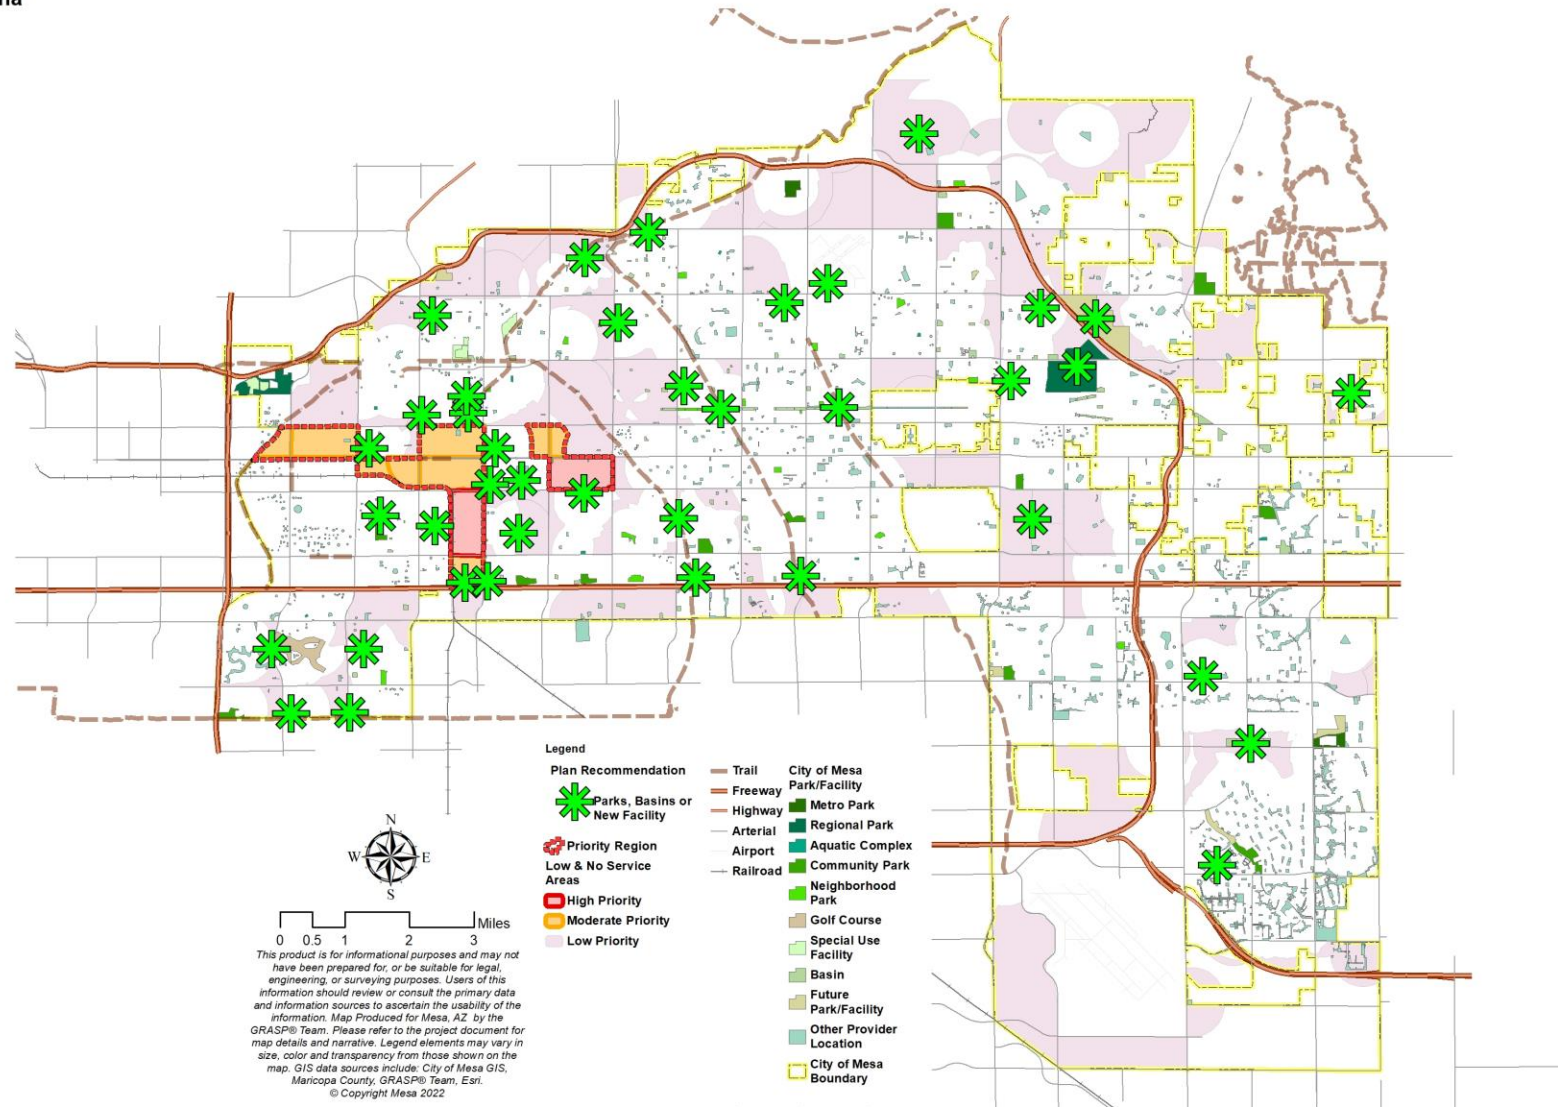 na
Legend
Plan Recommendation
Parks, Basins or
New Facility
Priority Region
Low & No Service
Areas
High Priority
Moderate Priority
Low Priority
Trail
Freeway
Highway
Arterial
Airport
Railroad
City of Mesa
Park/Facility
Metro Park
Regional Park
Aquatic Complex
Community Park
Neighborhood
Park
Golf Course
Special Use
Facility
Basin
Future
Park/Facility
Other Provider
Location
City of Mesa
Boundary
N
W E
S
Miles
0 0.5 1 2 3
This product is for informational purposes and may not
have been prepared for, or be suitable for legal,
engineering, or surveying purposes. Users of this
information should review or consult the primary data
and information sources to ascertain the usability of the
information. Map Produced for Mesa, AZ by the
GRASP® Team. Please refer to the project document for
map details and narrative. Legend elements may vary in
size, color and transparency from those shown on the
map. GIS data sources include: City of Mesa GIS,
Maricopa County, GRASP® Team, Esri.
© Copyright Mesa 2022